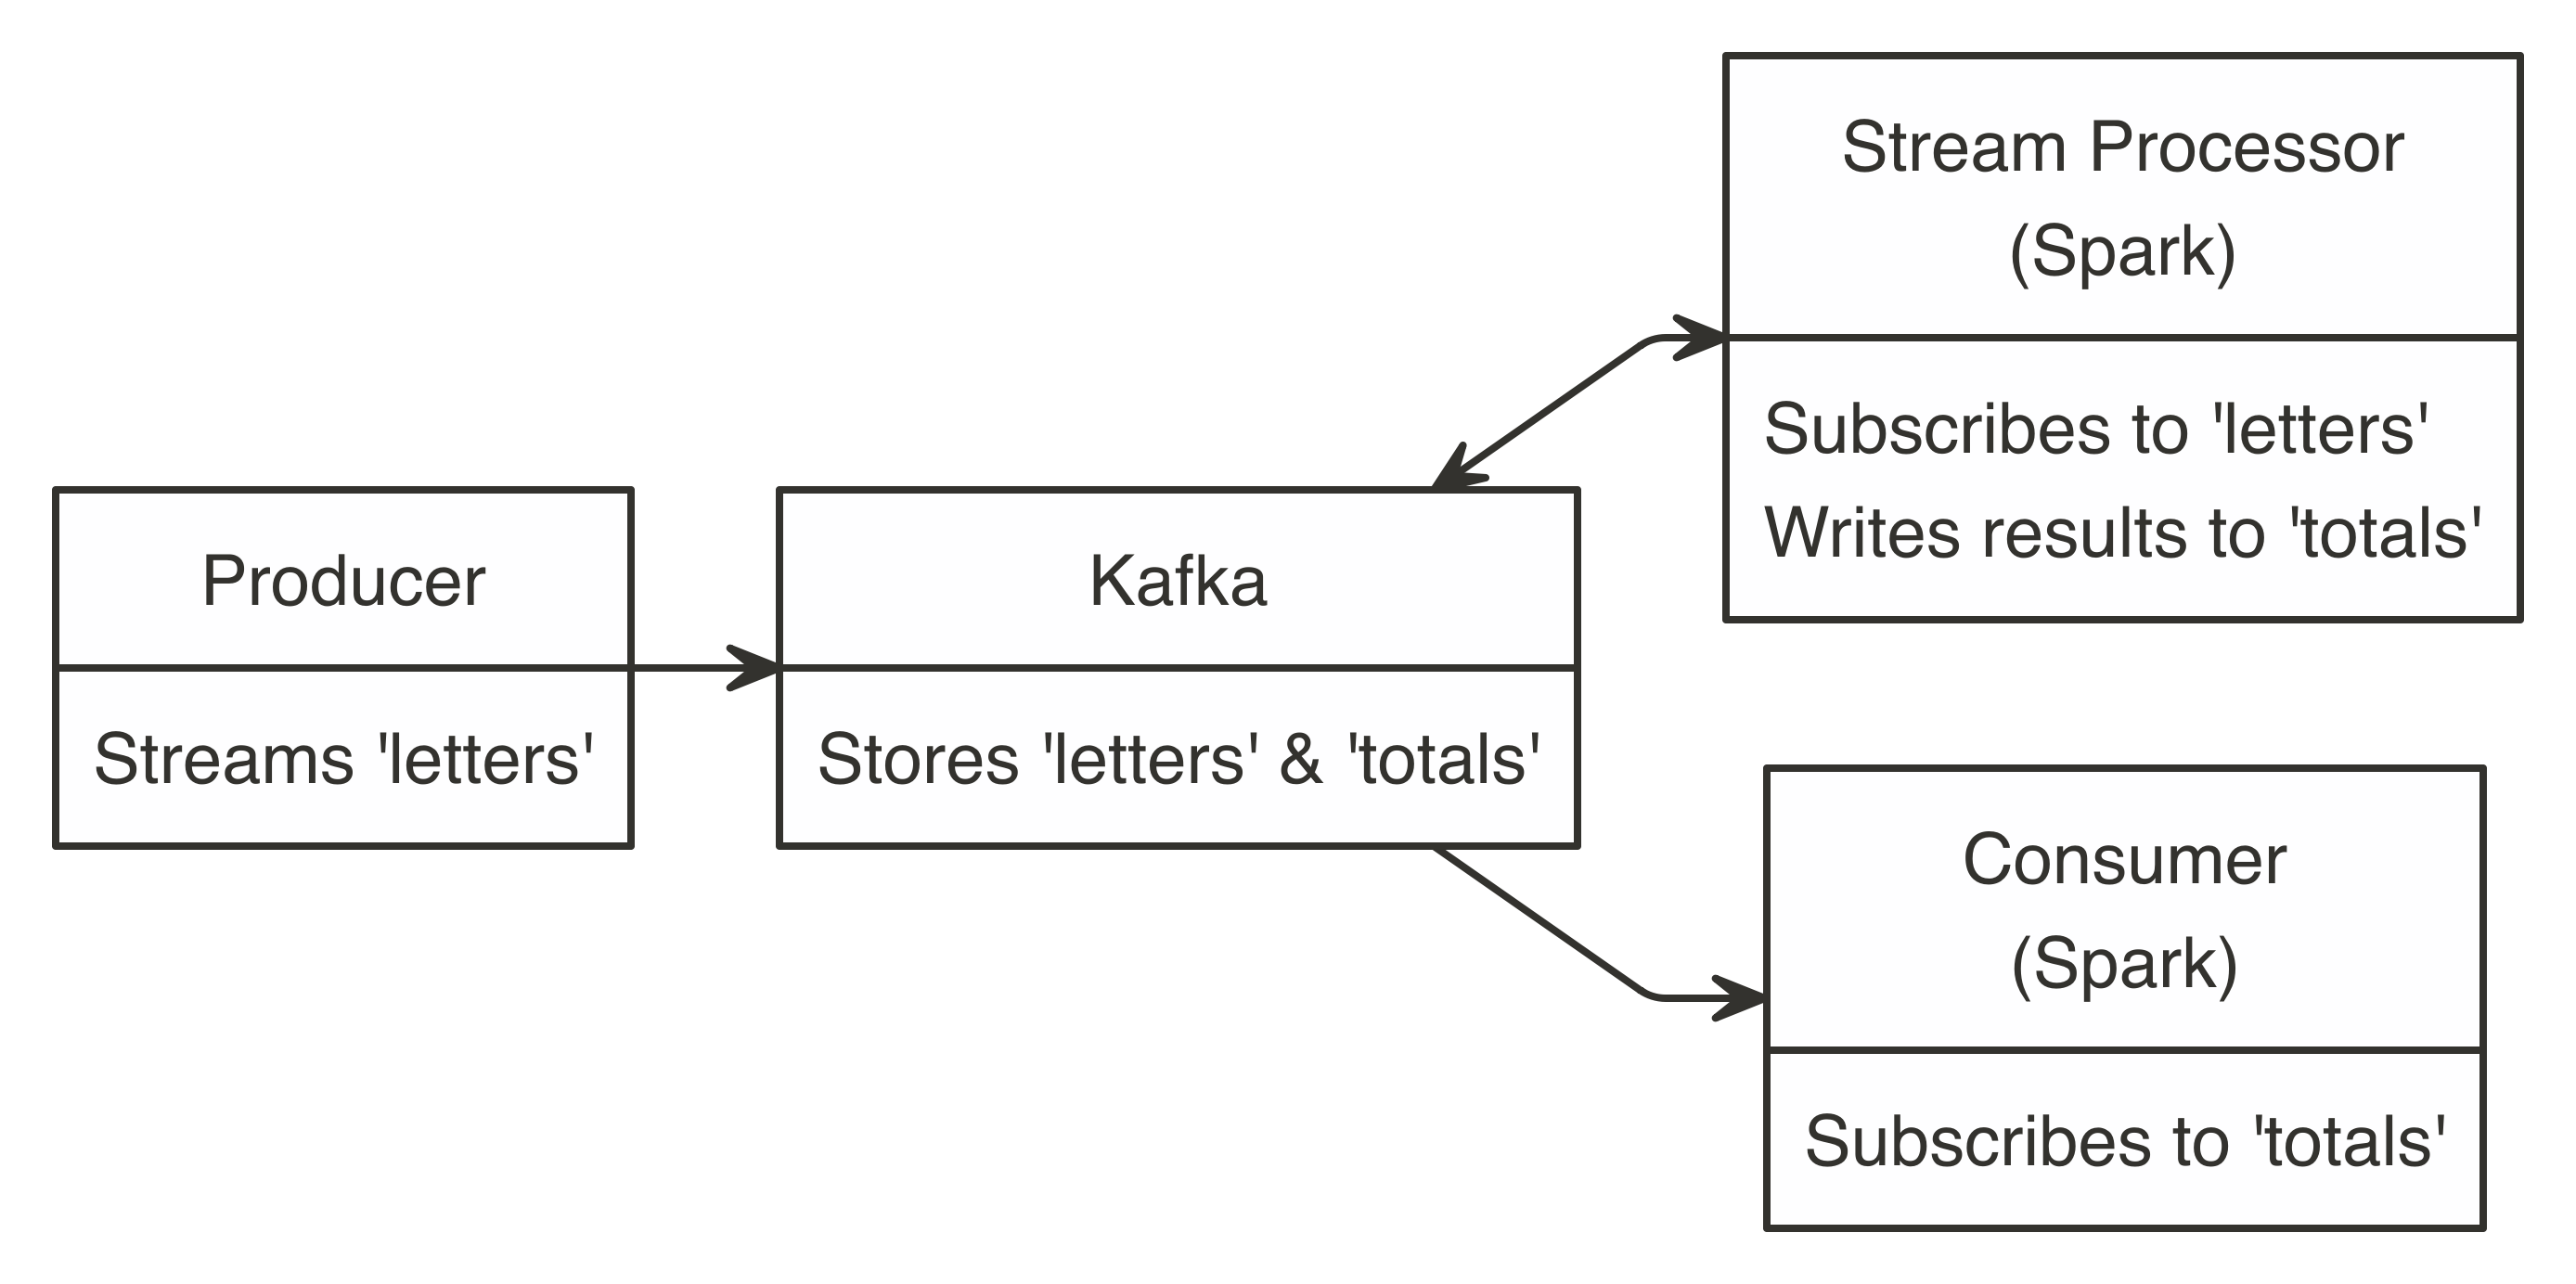 Producer
Streams 'letters'
Kafka
Stores 'letters' & 'totals'
Stream Processor
(Spark)
Subscribes to 'letters'
Writes results to 'totals'
Consumer
(Spark)
Subscribes to 'totals'